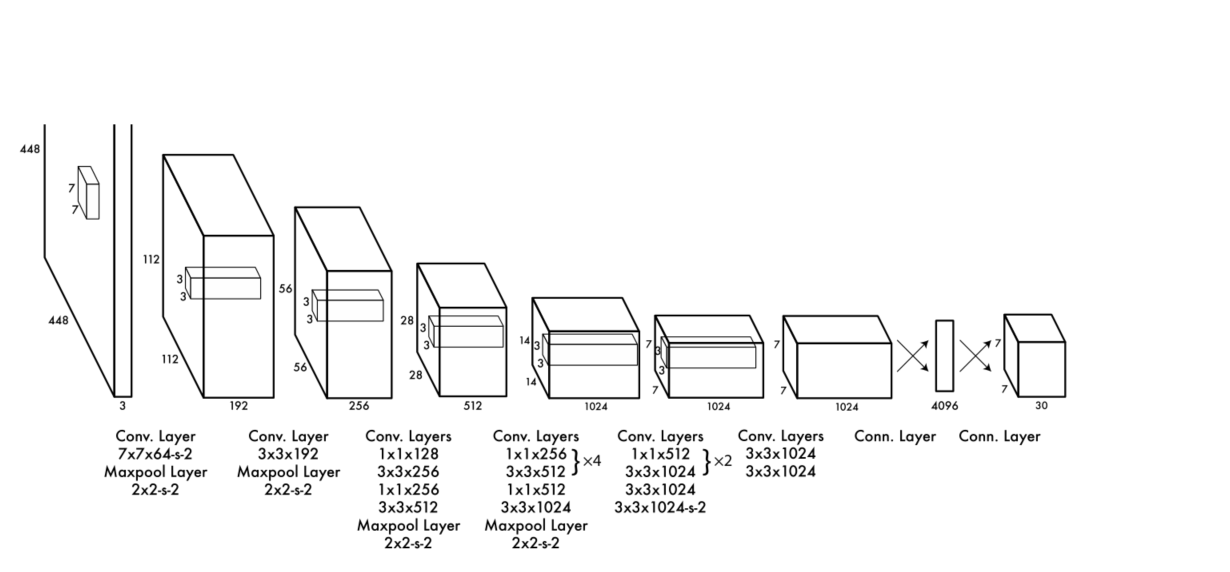 448
7
7
448
3
112
3
3
112
192
56
3
3
56
256
28
3
3
28
512
14
3
3
14
1024
7
3
3
7
1024
7
7
1024
4096
7
7
30
Conv. Layer
7x7x64-s-2
Maxpool Layer
2x2-s-2
Conv. Layer
3x3x192
Maxpool Layer
2x2-s-2
Conv. Layers
1x1x128
3x3x256
1x1x256
3x3x512
Maxpool Layer
2x2-s-2
Conv. Layers
1x1x256
3x3x512
}×4
1x1x512
3x3x1024
Maxpool Layer
2x2-s-2
Conv. Layers
1x1x512
3x3x1024
}×2
3x3x1024
3x3x1024-s-2
Conv. Layers
3x3x1024
3x3x1024
Conn. Layer
Conn. Layer